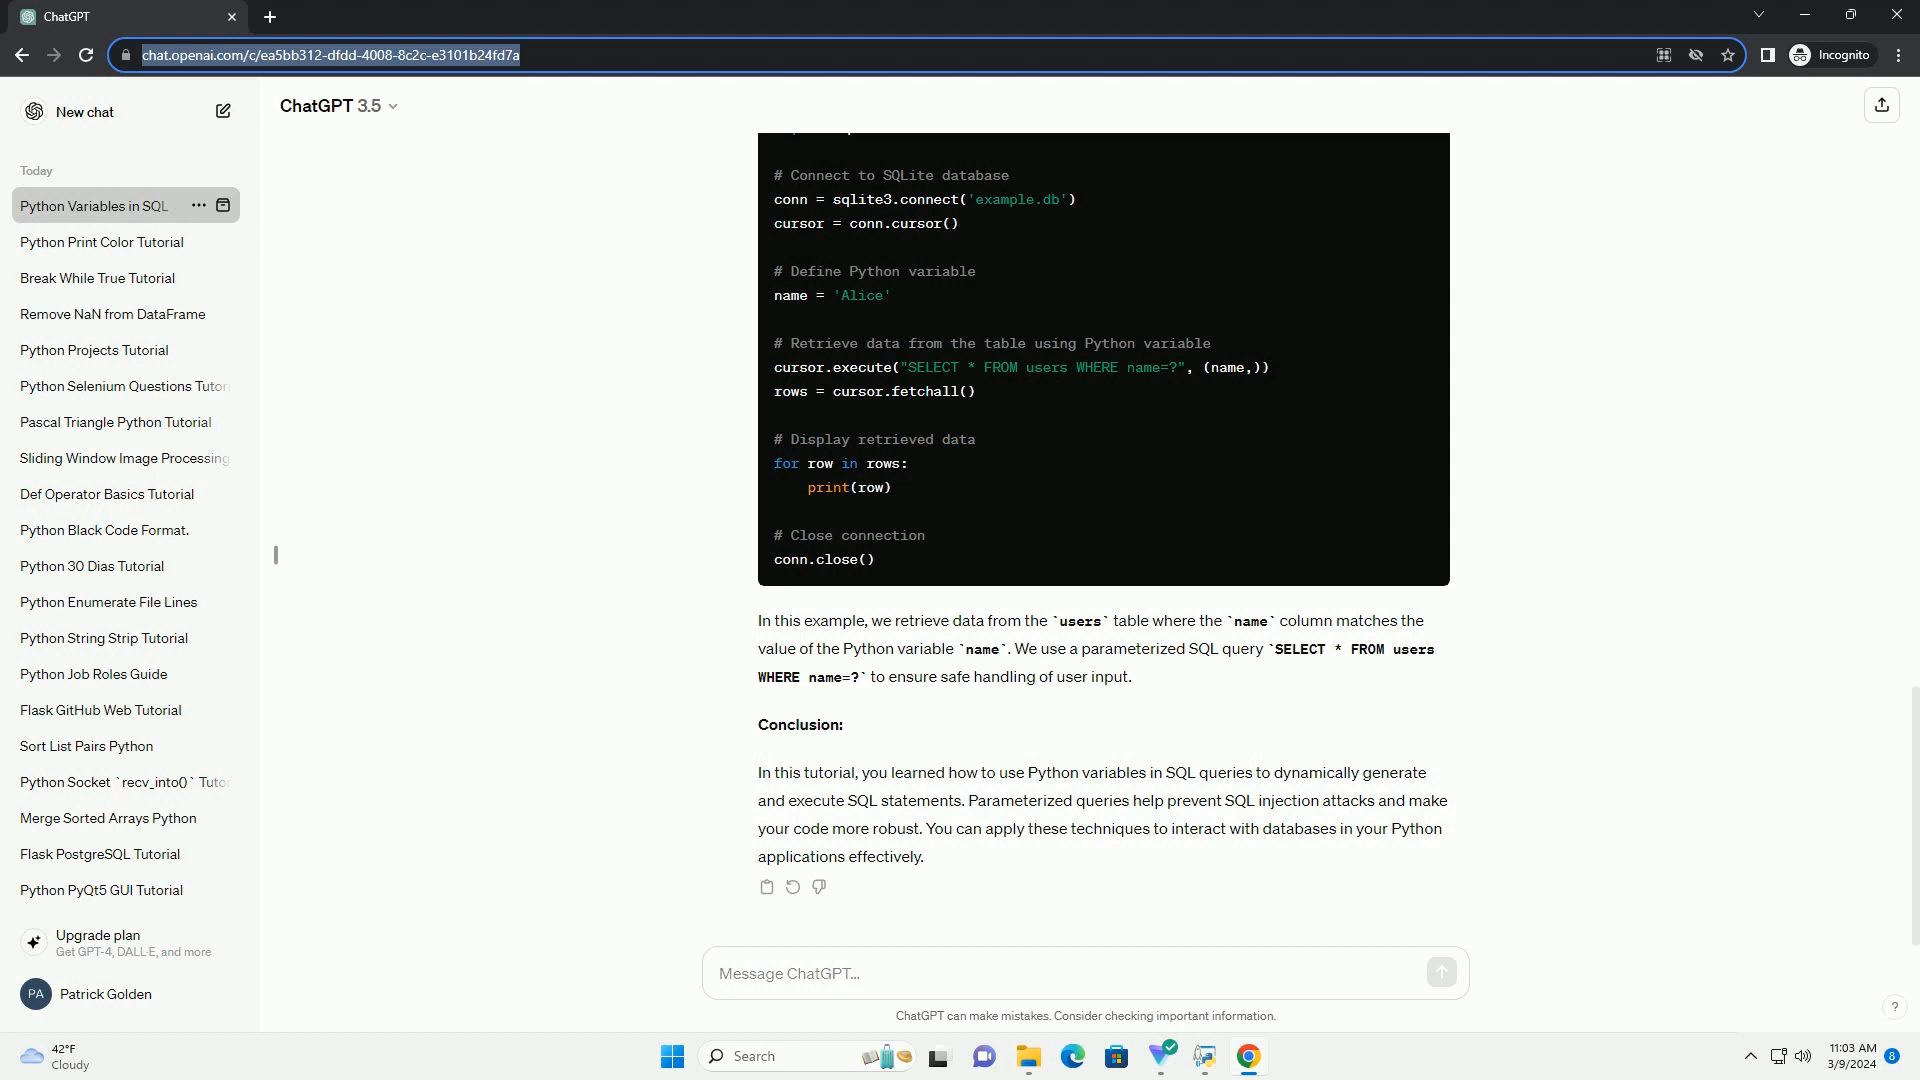 ChatGPT
chat.openai.com/c/ea5bb312-dfdd-4008-8c2c-e3101b24fd7a
Incognito
New chat
Today
Python Variables in SQL
Python Print Color Tutorial
Break While True Tutorial
Remove NaN from DataFrame
Python Projects Tutorial
Python Selenium Questions Tutor
Pascal Triangle Python Tutorial
Sliding Window Image Processing
Def Operator Basics Tutorial
Python Black Code Format.
Python 30 Dias Tutorial
Python Enumerate File Lines
Python String Strip Tutorial
Python Job Roles Guide
Flask GitHub Web Tutorial
Sort List Pairs Python
Python Socket `recv_into()` Tutor
Merge Sorted Arrays Python
Flask PostgreSQL Tutorial
Python PyQt5 GUI Tutorial
Upgrade plan
Get GPT-4, DALL·E, and more
PA Patrick Golden
ChatGPT 3.5
# Connect to SQLite database
conn = sqlite3.connect('example.db')
cursor = conn.cursor()
# Define Python variable
name = 'Alice'
# Retrieve data from the table using Python variable
cursor.execute("SELECT * FROM users WHERE name=?", (name,))
rows = cursor.fetchall()
# Display retrieved data
for row in rows:
    print(row)
# Close connection
conn.close()
In this example, we retrieve data from the `users` table where the `name` column matches the
value of the Python variable `name`. We use a parameterized SQL query `SELECT * FROM users
WHERE name=?` to ensure safe handling of user input.
Conclusion:
In this tutorial, you learned how to use Python variables in SQL queries to dynamically generate
and execute SQL statements. Parameterized queries help prevent SQL injection attacks and make
your code more robust. You can apply these techniques to interact with databases in your Python
applications effectively.
Message ChatGPT...
ChatGPT can make mistakes. Consider checking important information.
?
42°F
Cloudy
Search
11:03 AM
3/9/2024
8